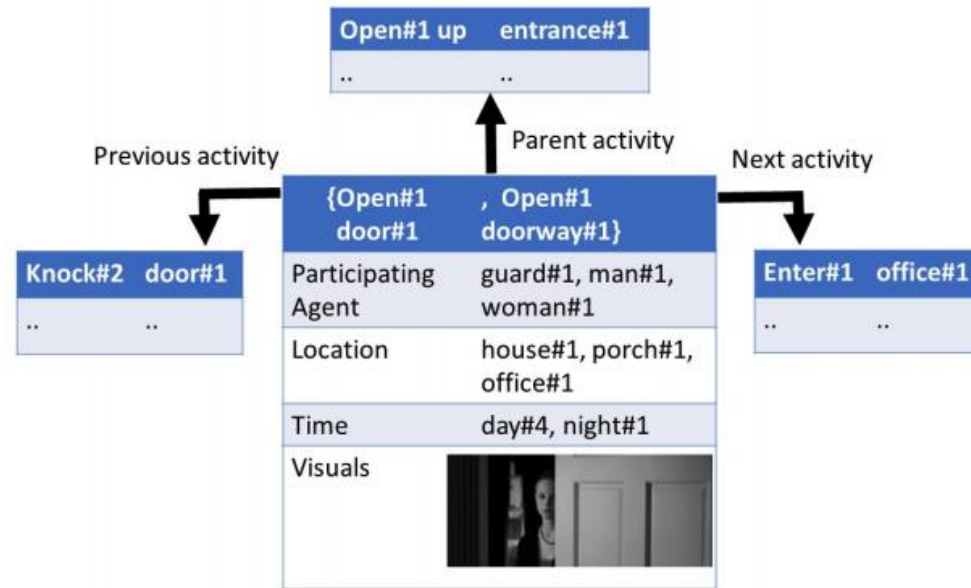 Open#1 up entrance#1
.. ..
Parent activity
Previous activity
Next activity
{Open#1 , Open#1
door#1 doorway#1}
Knock#2 door#1
.. ..
Enter#1 office#1
.. ..
Participating guard#1, man#1,
Agent woman#1
Location house#1, porch#1,
office#1
Time day#4, night#1
Visuals